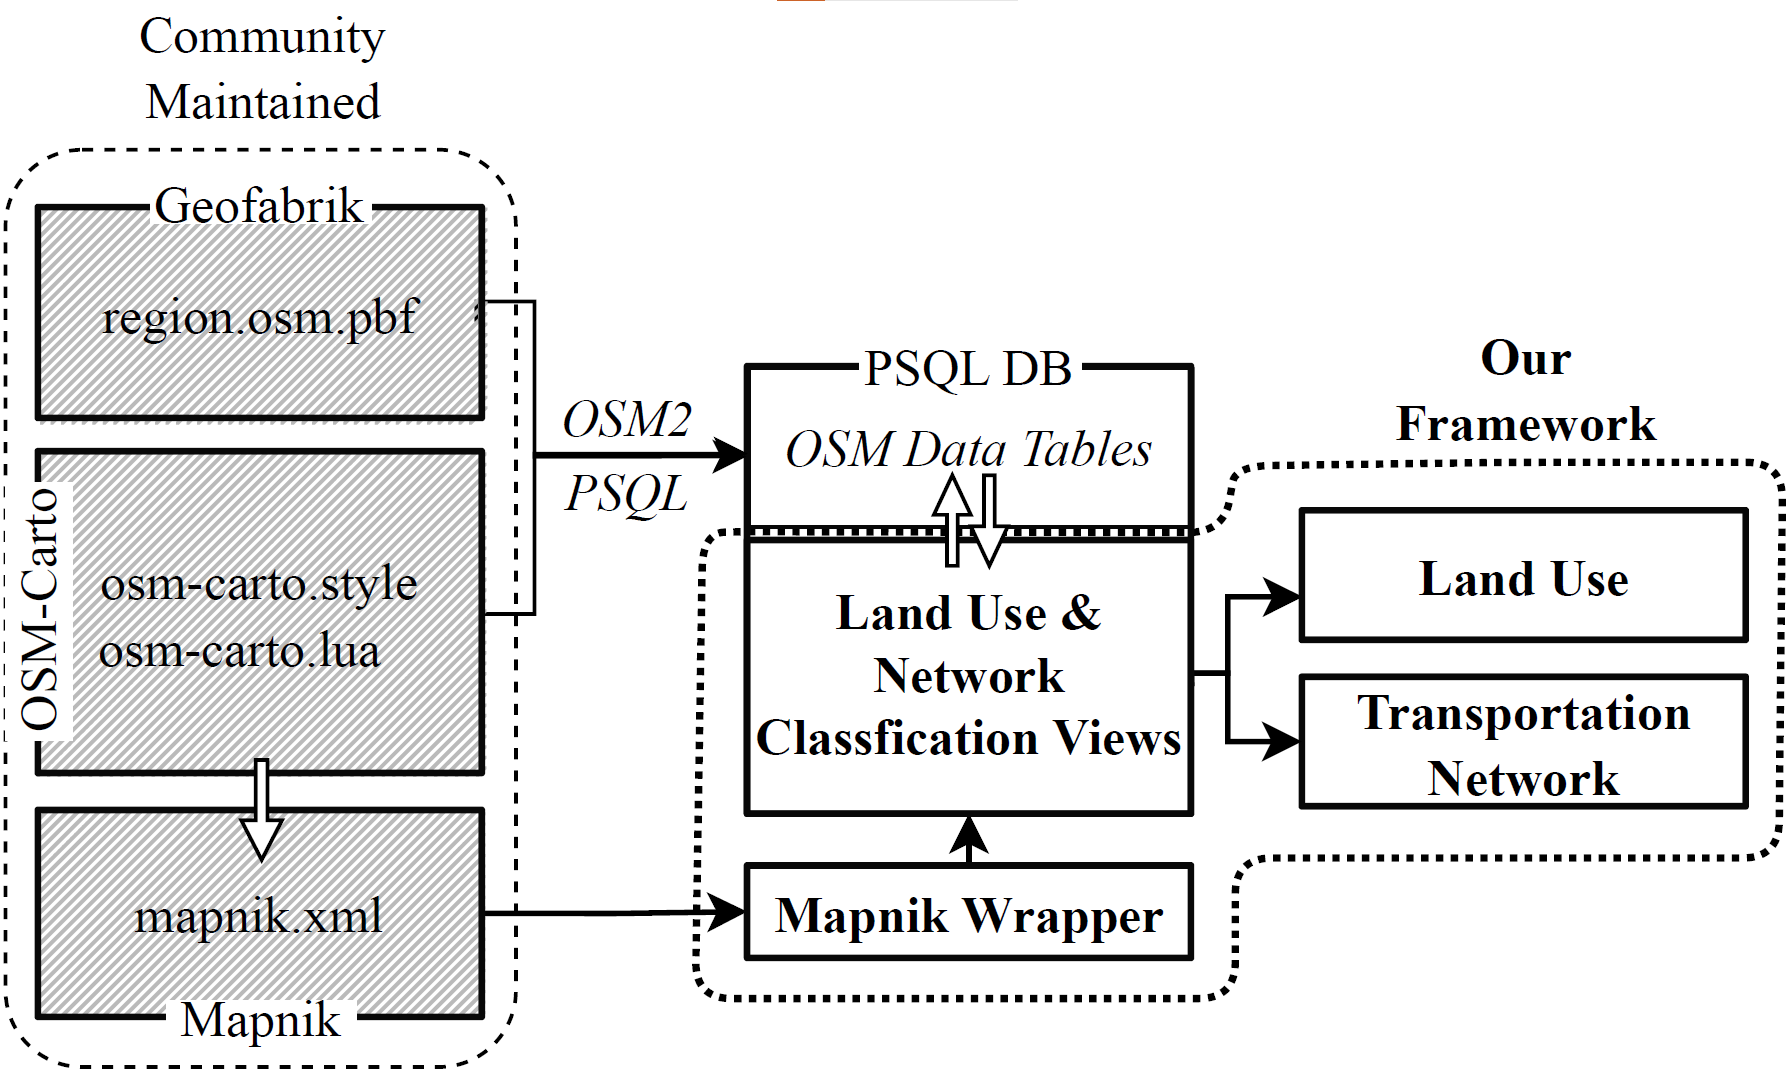 Community
Maintained
Geofabrik
region.osm.pbf
OSM-Carto
osm-carto.style
osm-carto.lua
mapnik.xml
Mapnik
OSM2
PSQL
PSQL DB
OSM Data Tables
Land Use &
Network
Classfication Views
Mapnik Wrapper
Our
Framework
Land Use
Transportation
Network